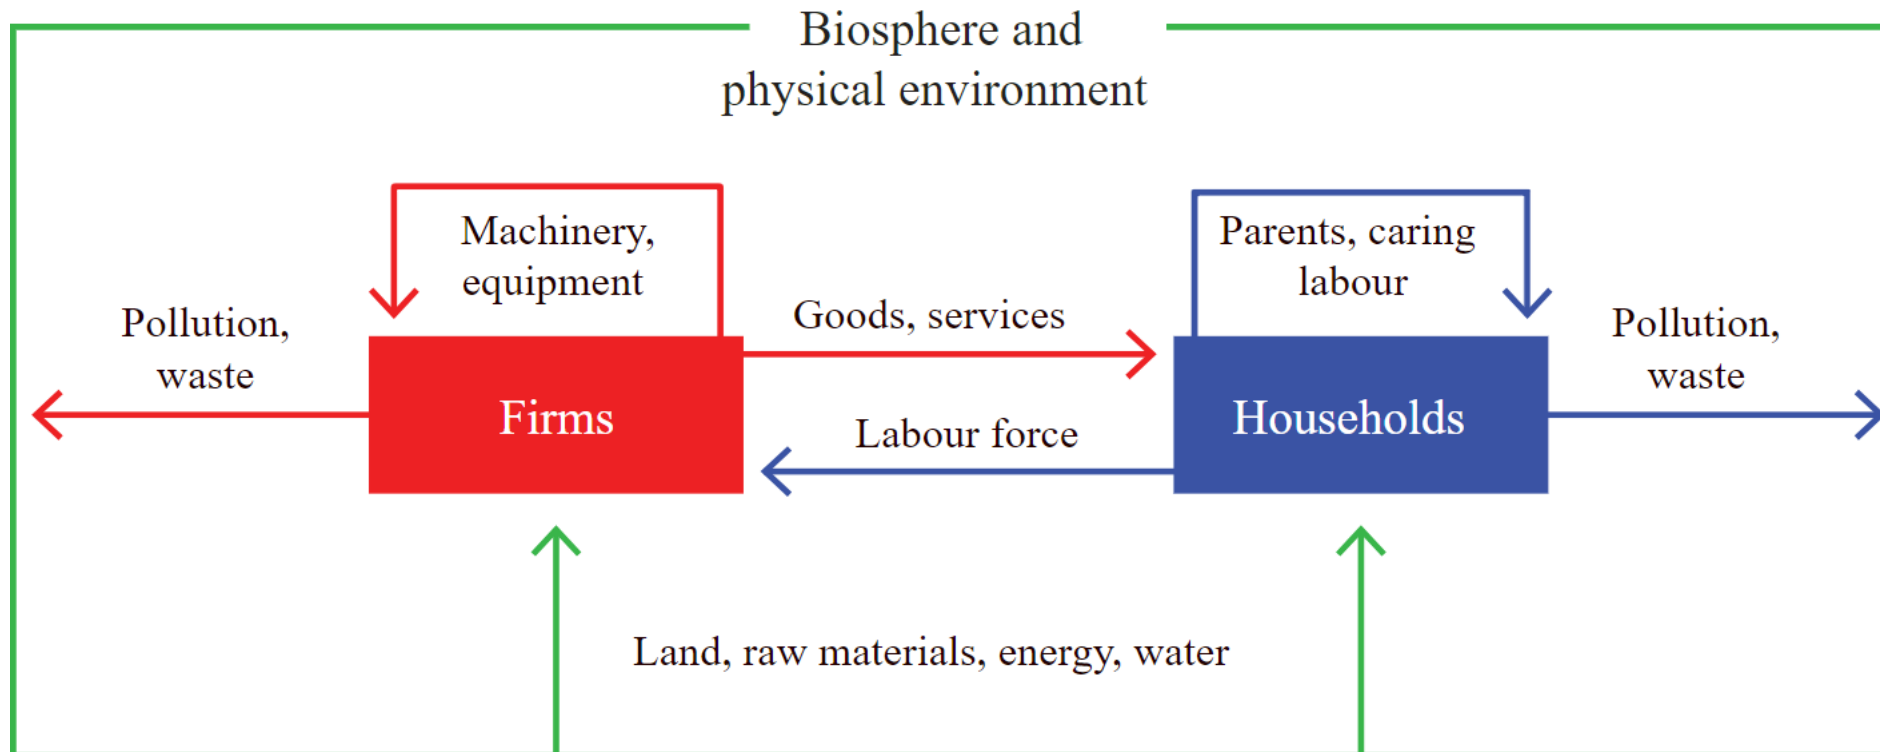 Biosphere and
physical environment
Machinery,
equipment
Parents, caring
labour
Pollution,
waste
Goods, services
Pollution,
waste
Firms
Labour force
Households
Land, raw materials, energy, water